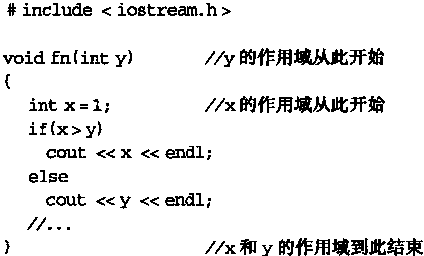 # include < iostream.h >
void fn(int y) //y 的作用域从此开始
{
int x = 1; //x 的作用域从此开始
if(x > y)
cout << x << endl;
else
cout << y << endl;
//...
} //x 和 y 的作用域到此结束